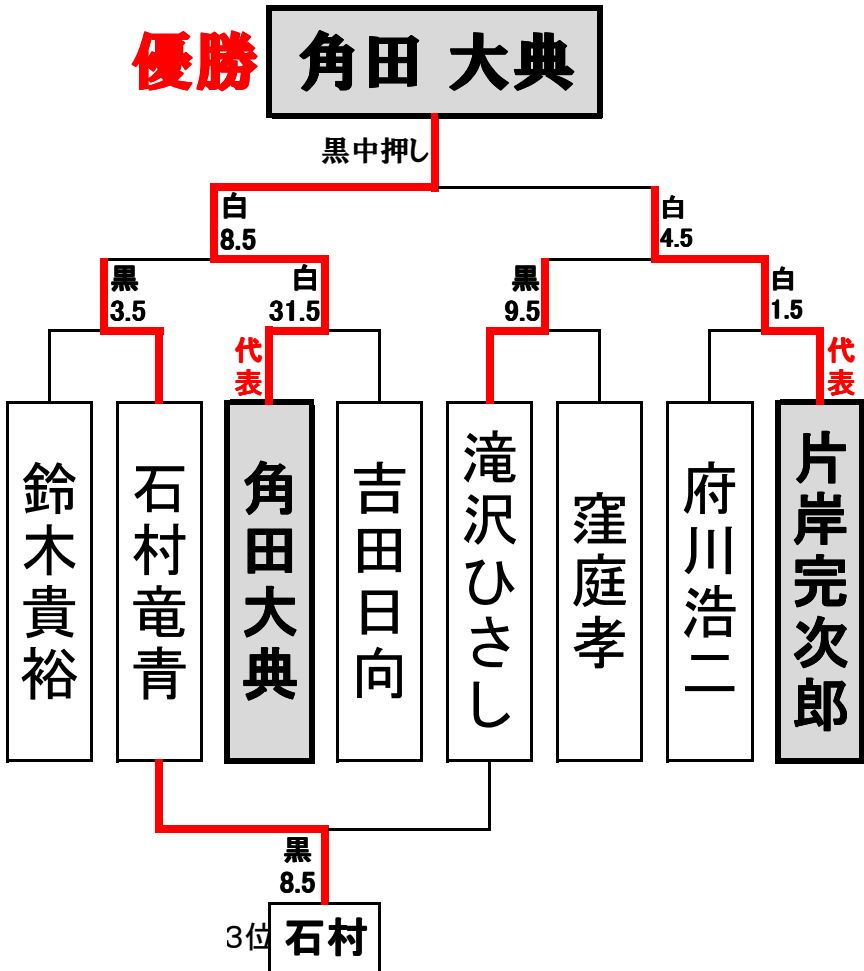 優勝 角田 大典
黒中押し
白
8.5
白
4.5
黒
3.5
白
31.5
黒
9.5
白
1.5
代表
代表
鈴木貴裕
石村竜青
角田大典
吉田日向
滝沢ひさし
窪庭孝
府川浩二
片岸完次郎
黒
8.5
3位 石村